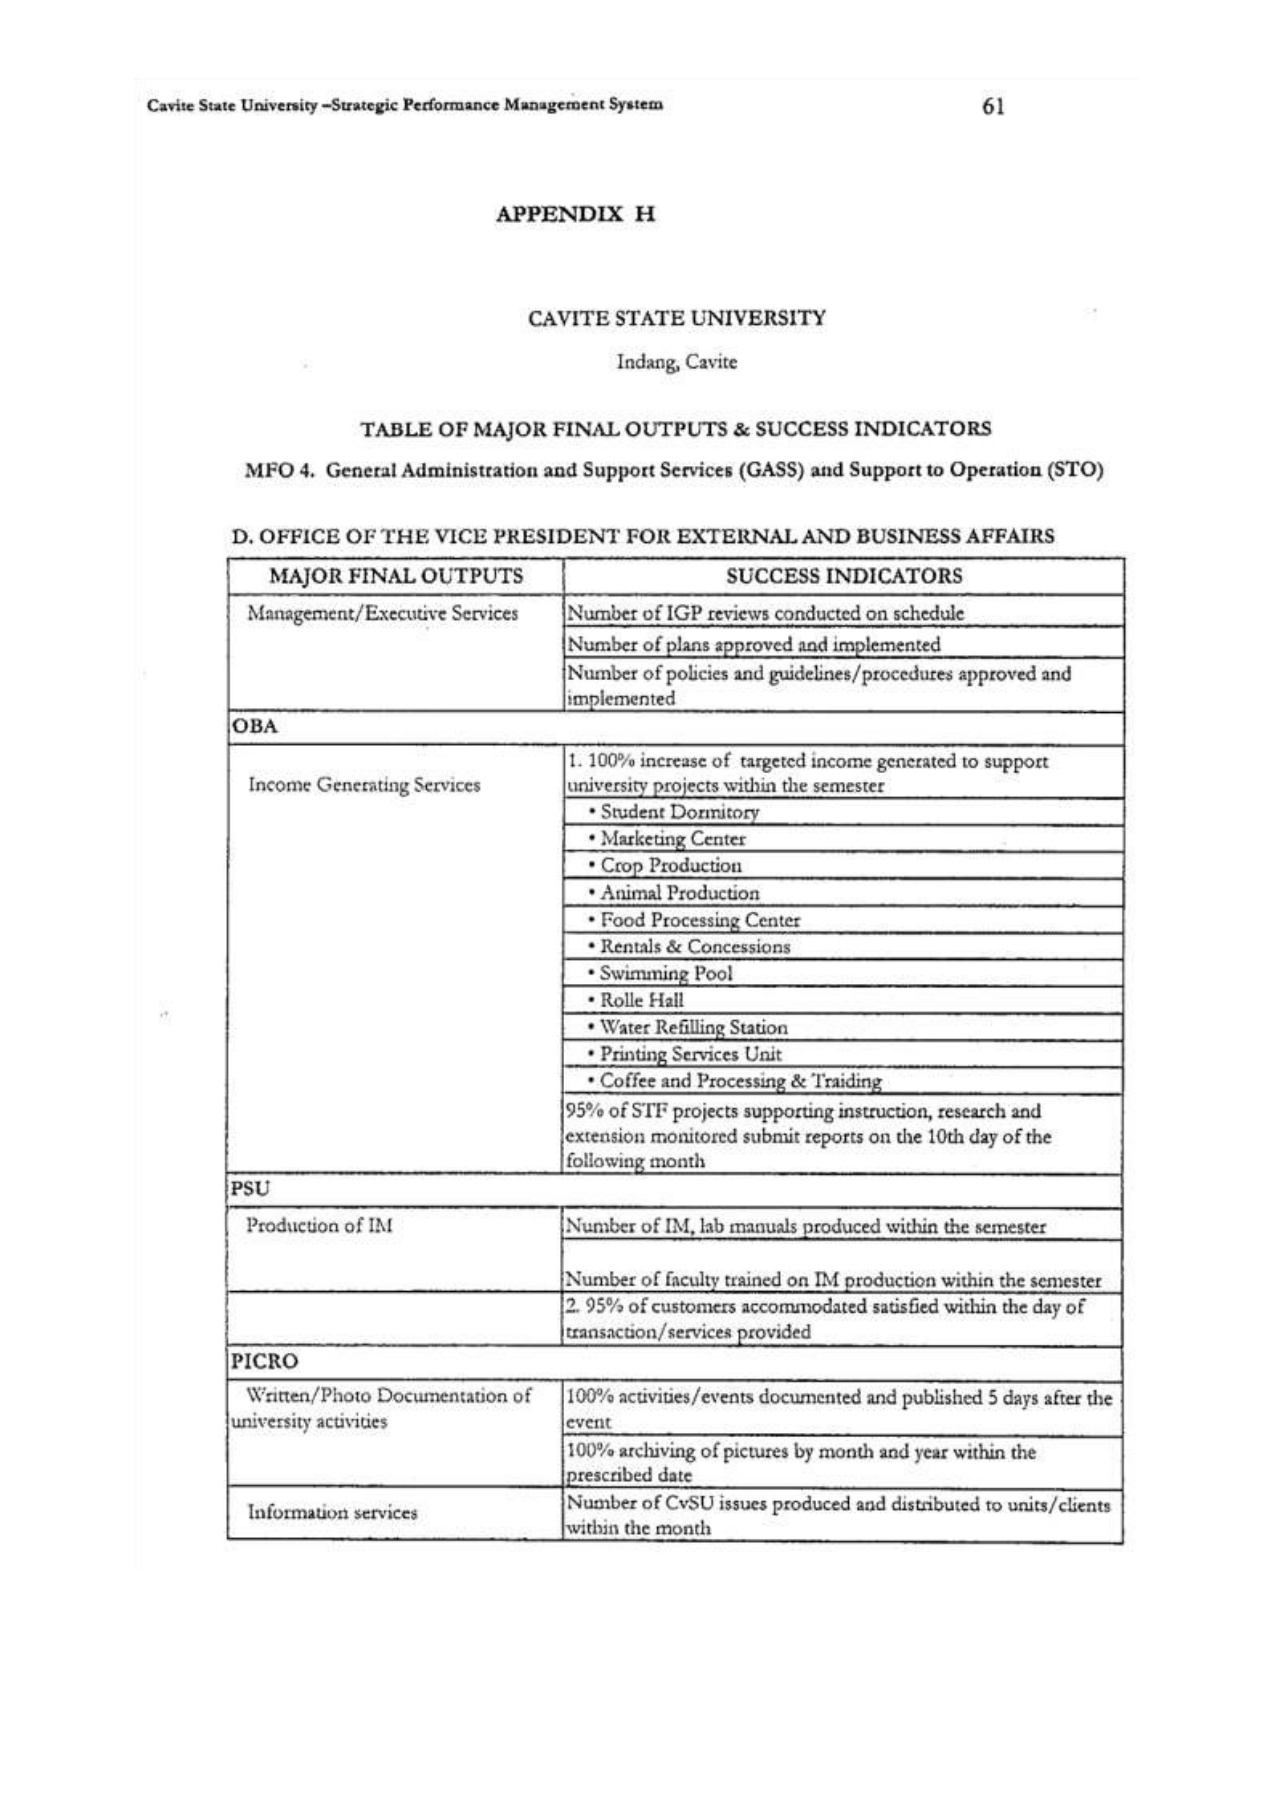 Cavite State University –Strategic Performance Management System 61
APPENDIX H
CAVITE STATE UNIVERSITY
Indang, Cavite
TABLE OF MAJOR FINAL OUTPUTS & SUCCESS INDICATORS
MFO 4. General Administration and Support Services (GASS) and Support to Operation (STO)
D. OFFICE OF THE VICE PRESIDENT FOR EXTERNAL AND BUSINESS AFFAIRS
MAJOR FINAL OUTPUTS SUCCESS INDICATORS
Management/Executive Services Number of IGP reviews conducted on schedule
Number of plans approved and implemented
Number of policies and guidelines/procedures approved and
implemented
OBA
Income Generating Services
1. 100% increase of targeted income generated to support
university projects within the semester
• Student Dormitory
• Marketing Center
• Crop Production
• Animal Production
• Food Processing Center
• Rentals & Concessions
• Swimming Pool
• Rolle Hall
• Water Refilling Station
• Printing Services Unit
• Coffee and Processing & Traiding
95% of STF projects supporting instruction, research and
extension monitored submit reports on the 10th day of the
following month
PSU
Production of IM Number of IM, lab manuals produced within the semester
Number of faculty trained on IM production within the semester
2. 95% of customers accommodated satisfied within the day of
transaction/services provided
PICRO
Written/Photo Documentation of
university activities
100% activities/events documented and published 5 days after the
event
100% archiving of pictures by month and year within the
prescribed date
Information services
Number of CvSU issues produced and distributed to units/clients
within the month